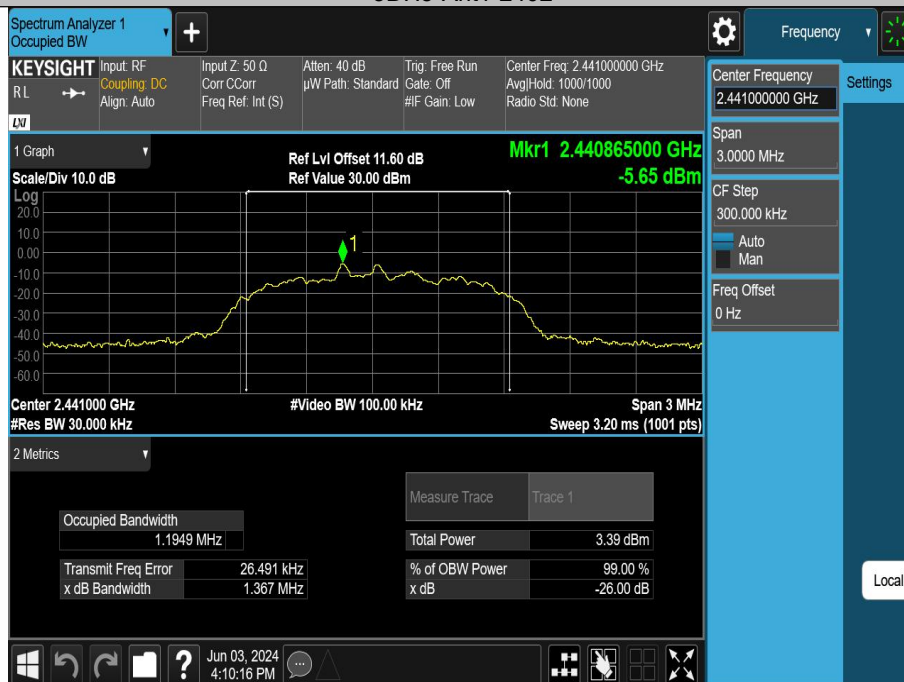 Spectrum Analyzer 1
Occupied BW
Frequency
KEYSIGHT
R L
LXI
Input: RF
Coupling: DC
Align: Auto
Input Z: 50 Ω
Corr CCorr
Freq Ref: Int (S)
Atten: 40 dB
µW Path: Standard
Trig: Free Run
Gate: Off
#IF Gain: Low
Center Freq: 2.441000000 GHz
Avg|Hold: 1000/1000
Radio Std: None
Center Frequency
2.441000000 GHz
Settings
Span
3.0000 MHz
CF Step
300.000 kHz
Auto
Man
Freq Offset
0 Hz
Local
1 Graph
Scale/Div 10.0 dB
Ref Lvl Offset 11.60 dB
Ref Value 30.00 dBm
Mkr1 2.440865000 GHz
-5.65 dBm
Log
20.0
10.0
0.00
-10.0
-20.0
-30.0
-40.0
-50.0
-60.0
1
Center 2.441000 GHz
#Res BW 30.000 kHz
#Video BW 100.00 kHz
Span 3 MHz
Sweep 3.20 ms (1001 pts)
2 Metrics
Measure Trace Trace 1
Occupied Bandwidth
1.1949 MHz
Total Power 3.39 dBm
Transmit Freq Error 26.491 kHz
% of OBW Power 99.00 %
x dB Bandwidth 1.367 MHz
x dB -26.00 dB
?
Jun 03, 2024
4:10:16 PM